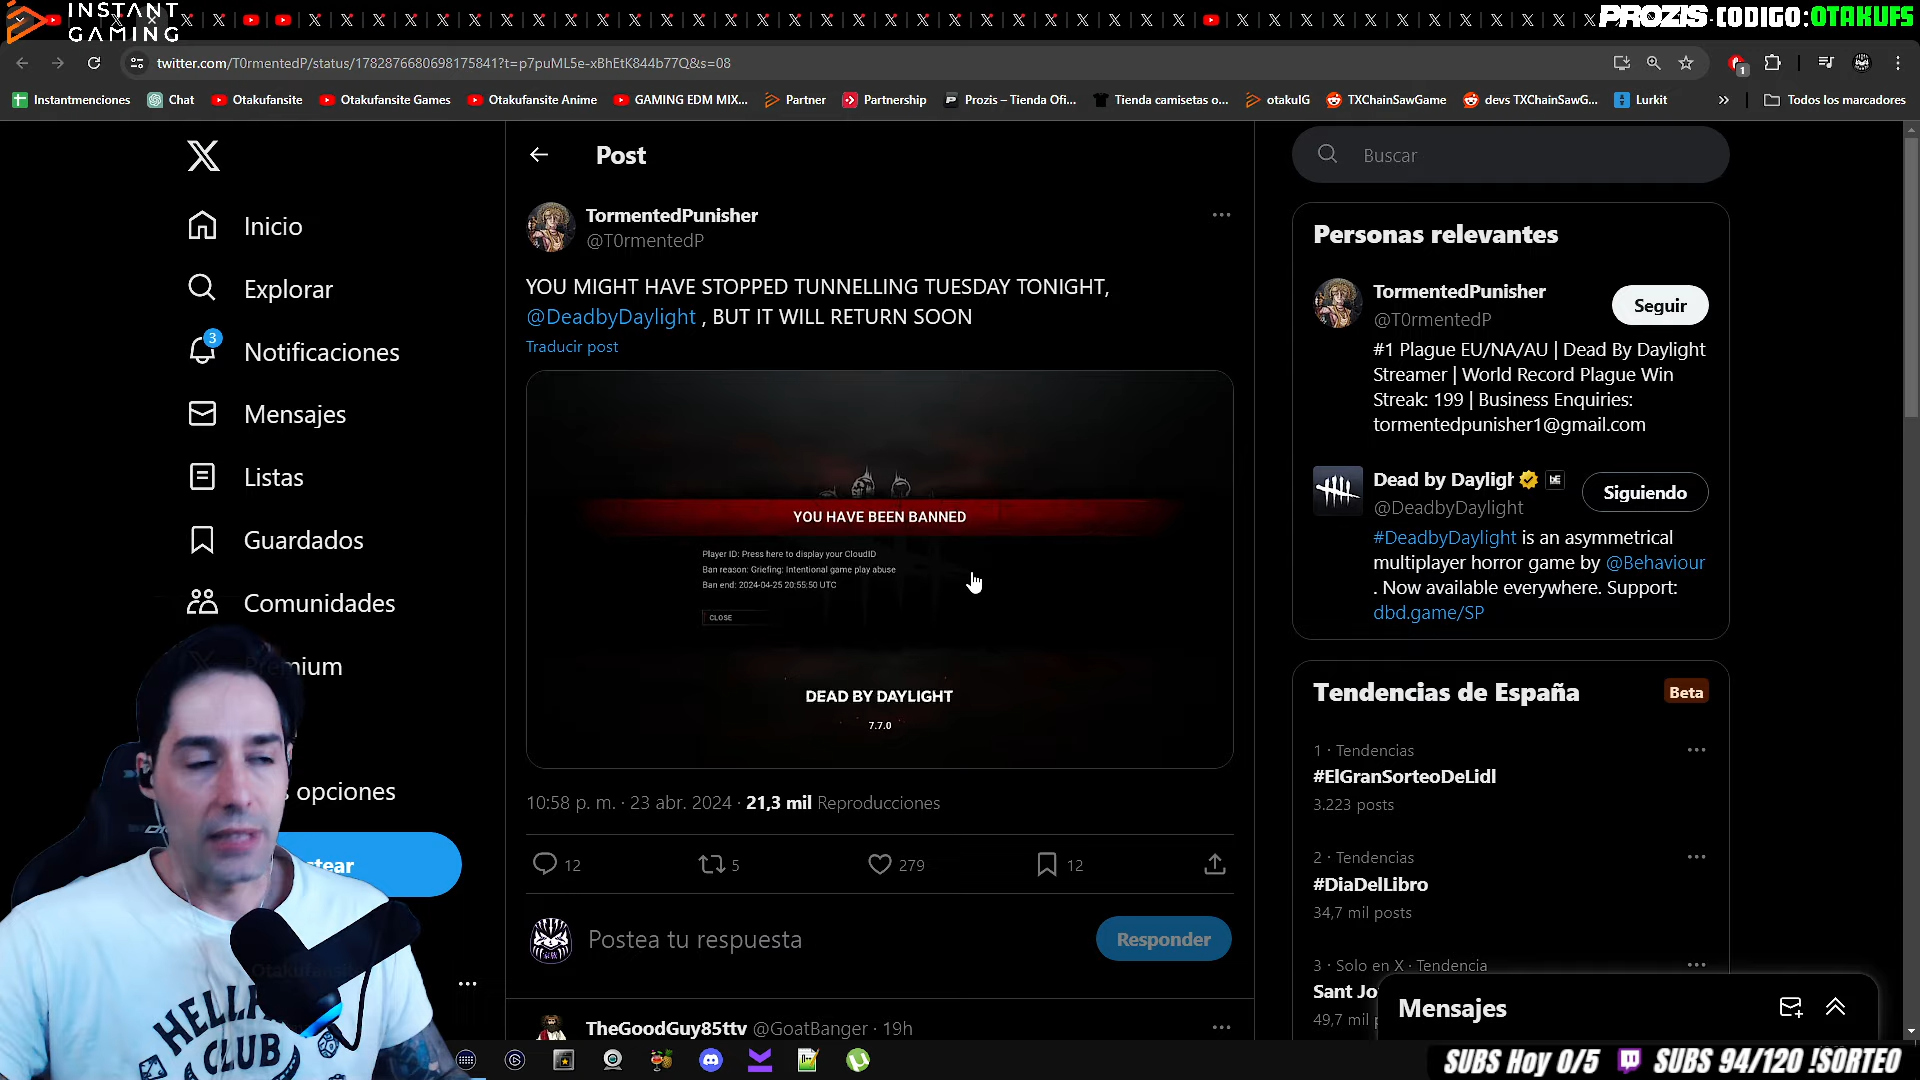 INSTANT
GAMING
PROZIS CODIGO:OTAKUFS
twitter.com/T0rmentedP/status/1782876680698175841?t=p7puML5e-xBhEtK844b77Q&s=08
1
Instantmenciones
Chat
Otakufansite
Otakufansite Games
Otakufansite Anime
GAMING EDM MIX...
Partner
Partnership
Prozis – Tienda Ofi...
Tienda camisetas o...
otakuIG
TXChainSawGame
devs TXChainSawG...
Lurkit
Todos los marcadores
Inicio
Explorar
3
Notificaciones
Mensajes
Listas
Guardados
Comunidades
mium
opciones
tear
Post
TormentedPunisher
@T0rmentedP
YOU MIGHT HAVE STOPPED TUNNELLING TUESDAY TONIGHT,
@DeadbyDaylight , BUT IT WILL RETURN SOON
Traducir post
YOU HAVE BEEN BANNED
Player ID: Press here to display your CloudID
Ban reason: Griefing: Intentional game play abuse
Ban end: 2024-04-25 20:55:50 UTC
CLOSE
DEAD BY DAYLIGHT
7.7.0
10:58 p. m. · 23 abr. 2024 · 21,3 mil Reproducciones
12
5
279
12
Postea tu respuesta
Responder
TheGoodGuy85ttv @GoatBanger · 19h
Buscar
Personas relevantes
TormentedPunisher
@T0rmentedP
Seguir
#1 Plague EU/NA/AU | Dead By Daylight
Streamer | World Record Plague Win
Streak: 199 | Business Enquiries:
tormentedpunisher1@gmail.com
Dead by Dayligh
@DeadbyDaylight
Siguiendo
#DeadbyDaylight is an asymmetrical
multiplayer horror game by @Behaviour
. Now available everywhere. Support:
dbd.game/SP
Tendencias de España
Beta
1 · Tendencias
#ElGranSorteoDeLidl
3.223 posts
2 · Tendencias
#DiaDelLibro
34,7 mil posts
3 · Solo en X · Tendencia
Sant Jo
49,7 mil
Mensajes
CLUB
SUBS Hoy 0/5
SUBS 94/120 !SORTEO